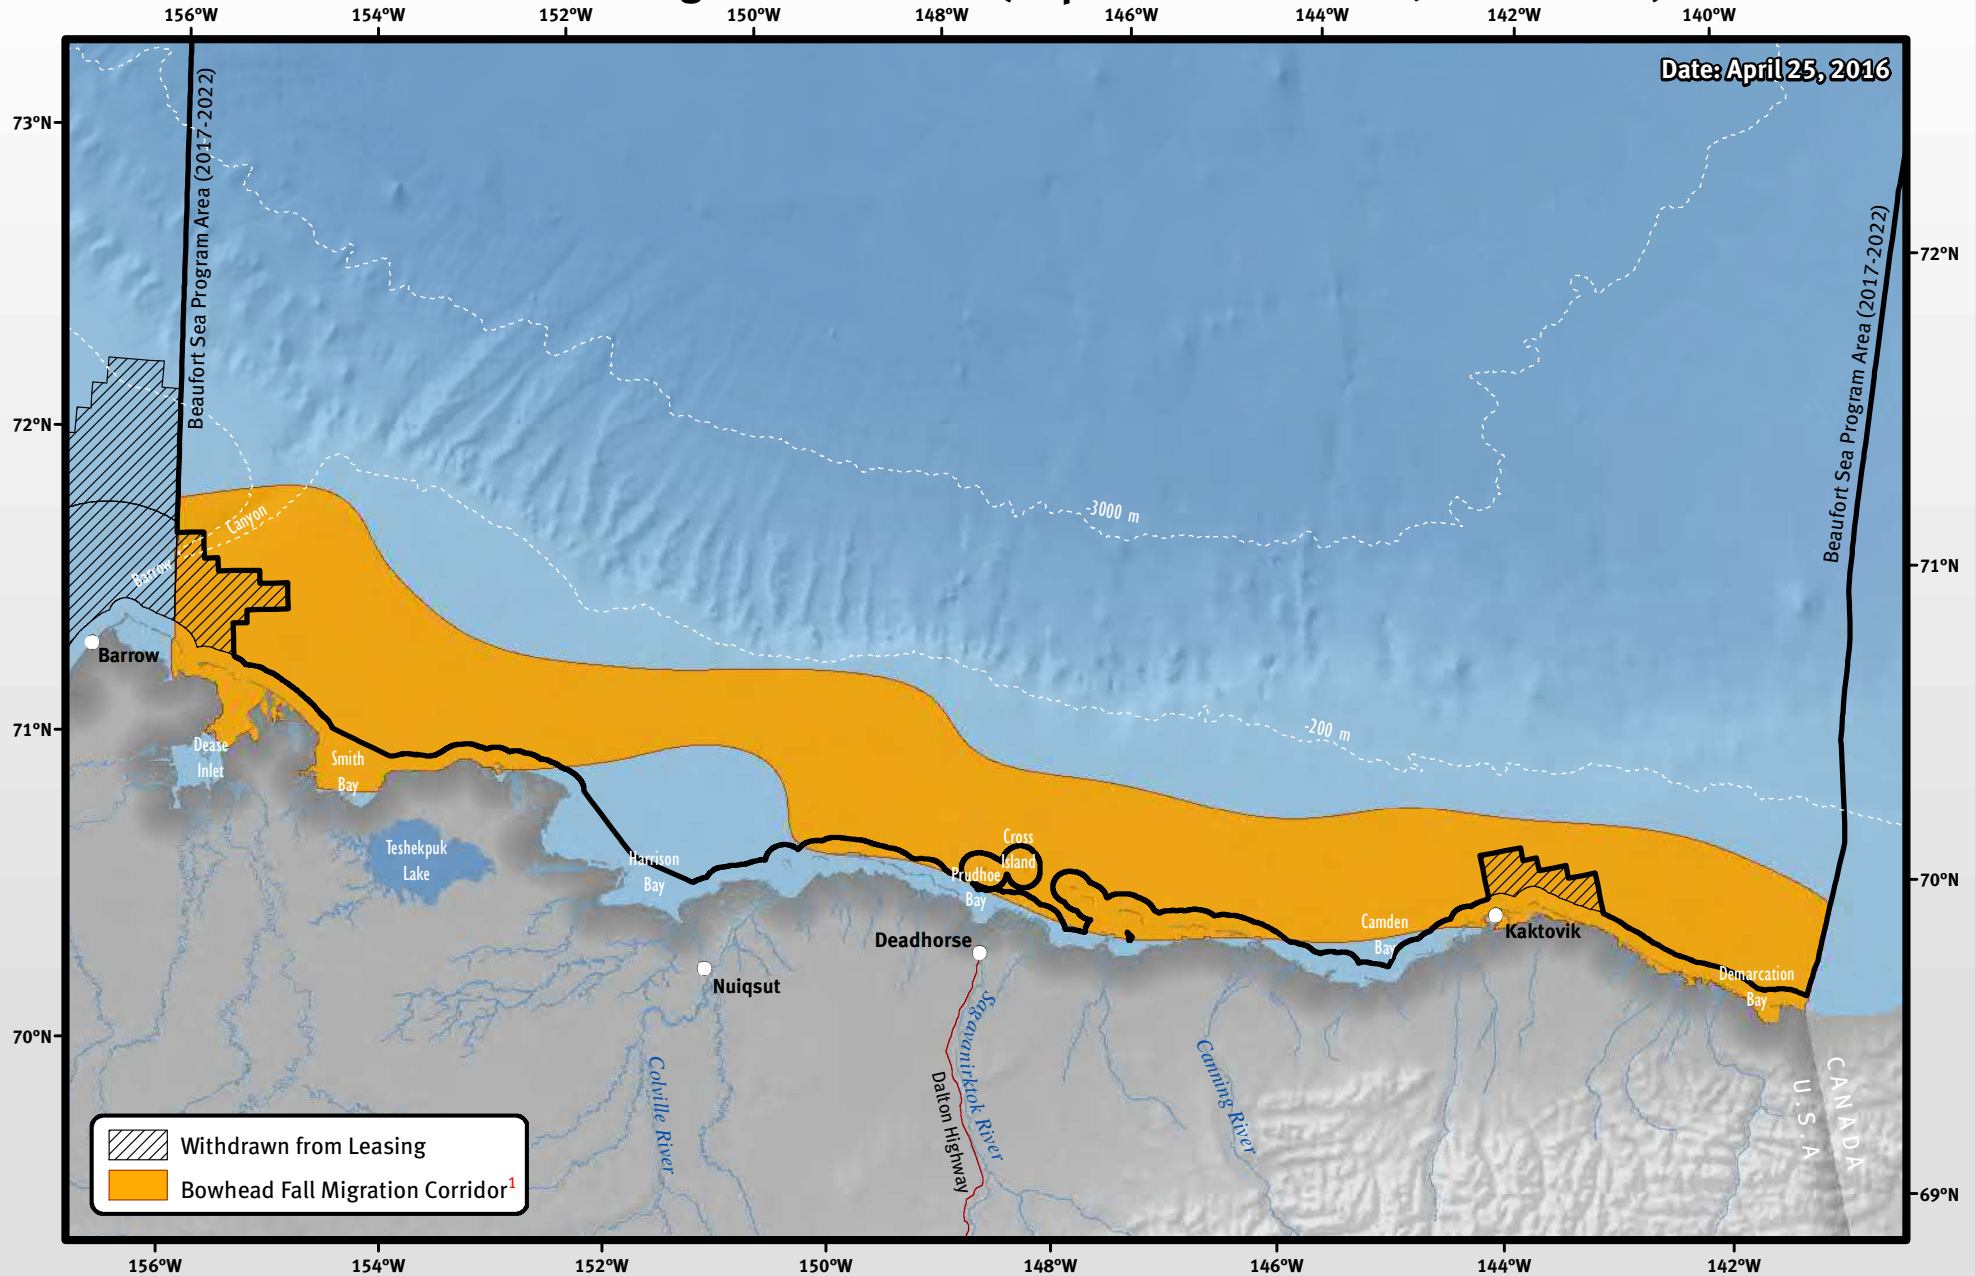 156°W 154°W 152°W 150°W 148°W 146°W 144°W 142°W 140°W
Date: April 25, 2016
73°N
72°N
71°N
70°N
72°N
71°N
70°N
69°N
Beaufort Sea Program Area (2017-2022)
Beaufort Sea Program Area (2017-2022)
-3000 m
-200 m
Barrow
Canyon
Barrow
Dease
Inlet
Smith
Bay
Teshekpuk
Lake
Harrison
Bay
Cross
Island
Prudhoe
Bay
Camden
Bay
Kaktovik
Demarcation
Bay
Deadhorse
Nuiqsut
Colville River
Sagavanirktok River
Dalton Highway
Canning River
CANADA
U.S.A
Withdrawn from Leasing
Bowhead Fall Migration Corridor1
156°W 154°W 152°W 150°W 148°W 146°W 144°W 142°W